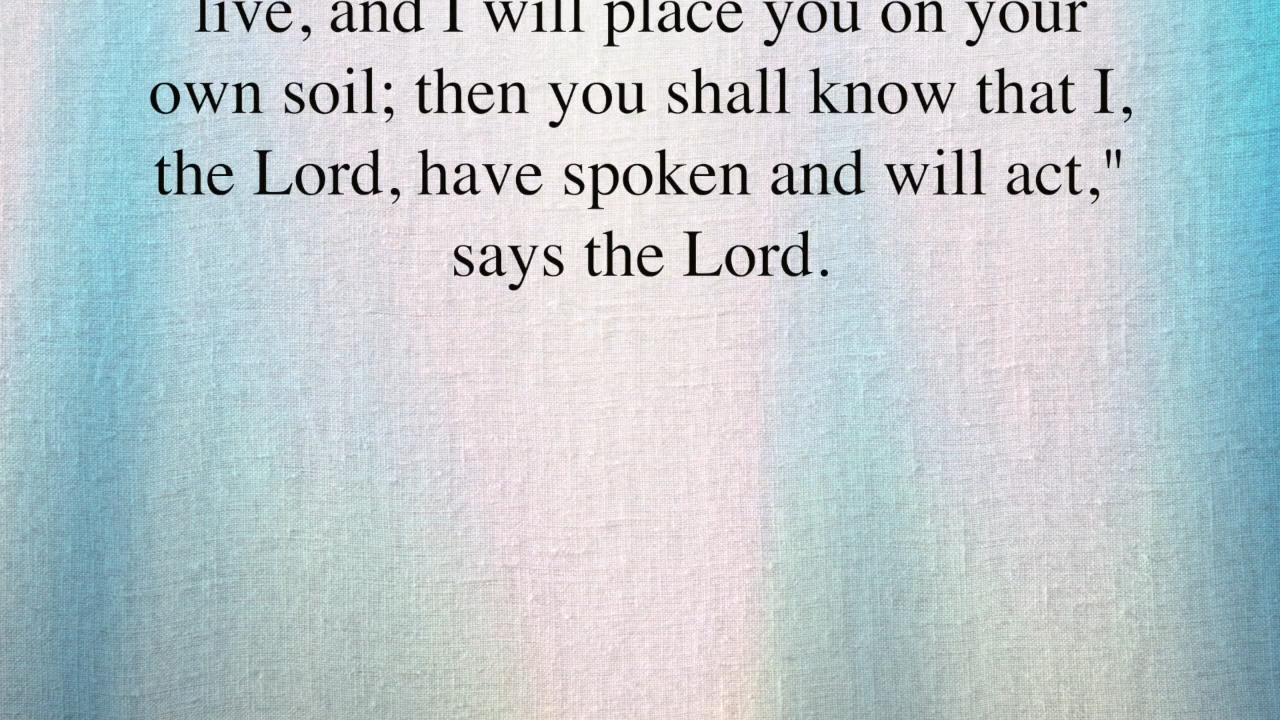 live, and I will place you on your
own soil; then you shall know that I,
the Lord, have spoken and will act,"
says the Lord.